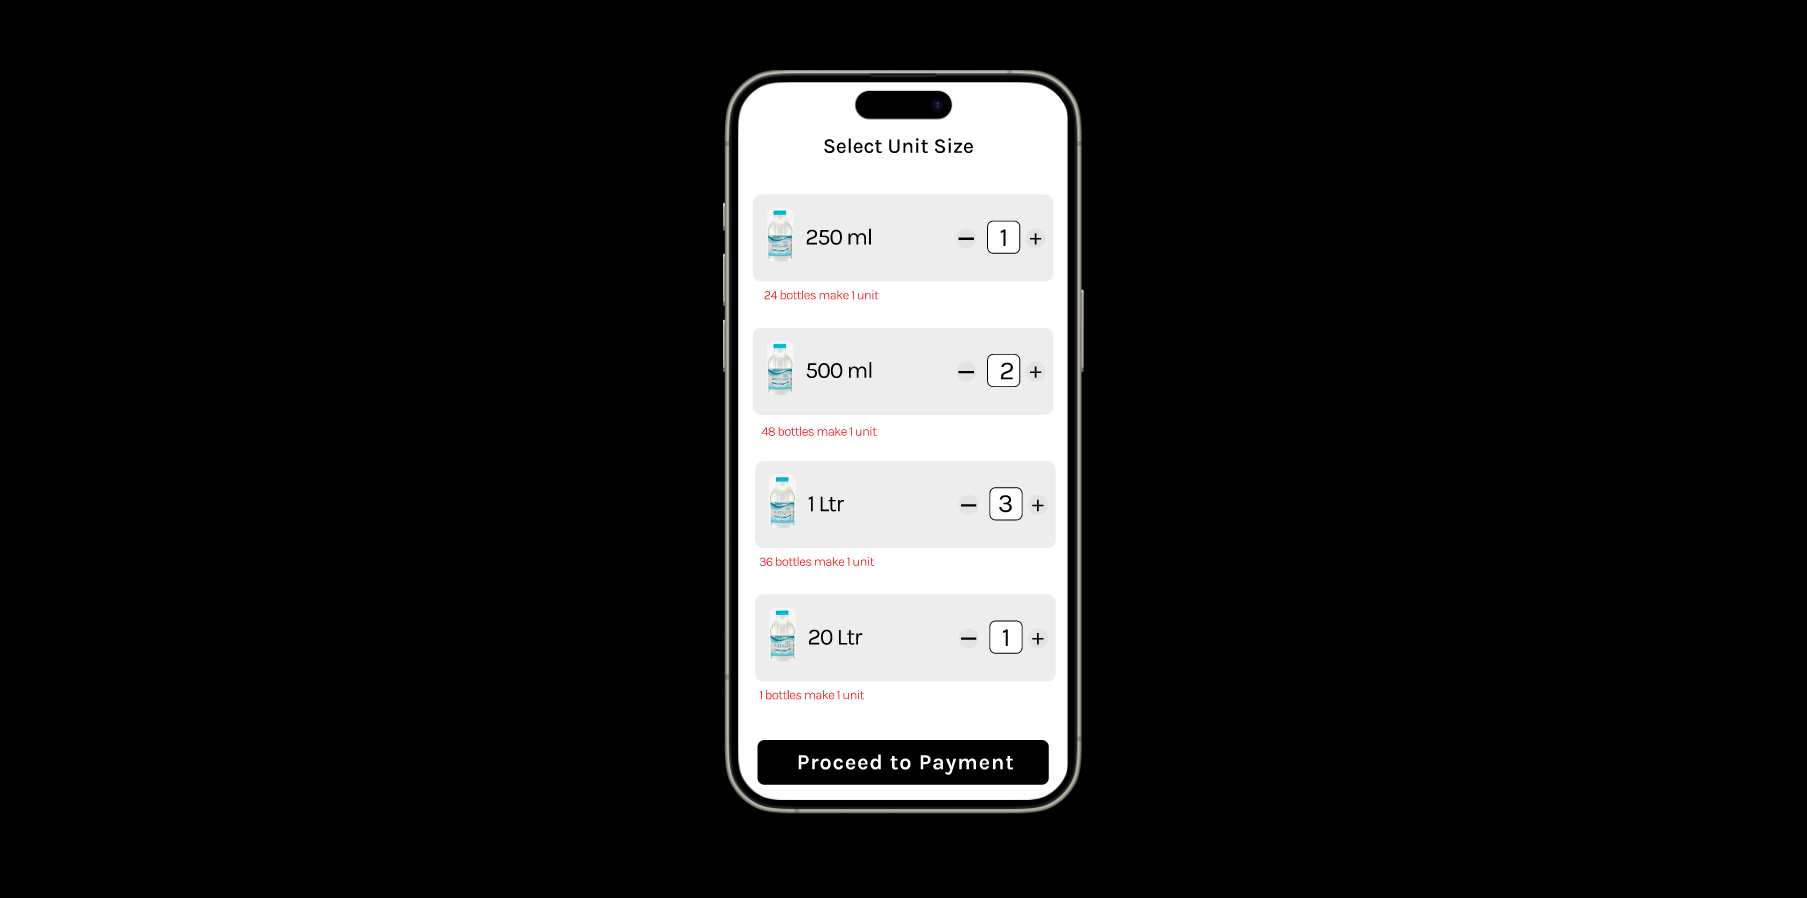 Select Unit Size
250 ml
1
24 bottles make 1 unit
500 ml
2
48 bottles make 1 unit
1 Ltr
3
36 bottles make 1 unit
20 Ltr
1
1 bottles make 1 unit
Proceed to Payment